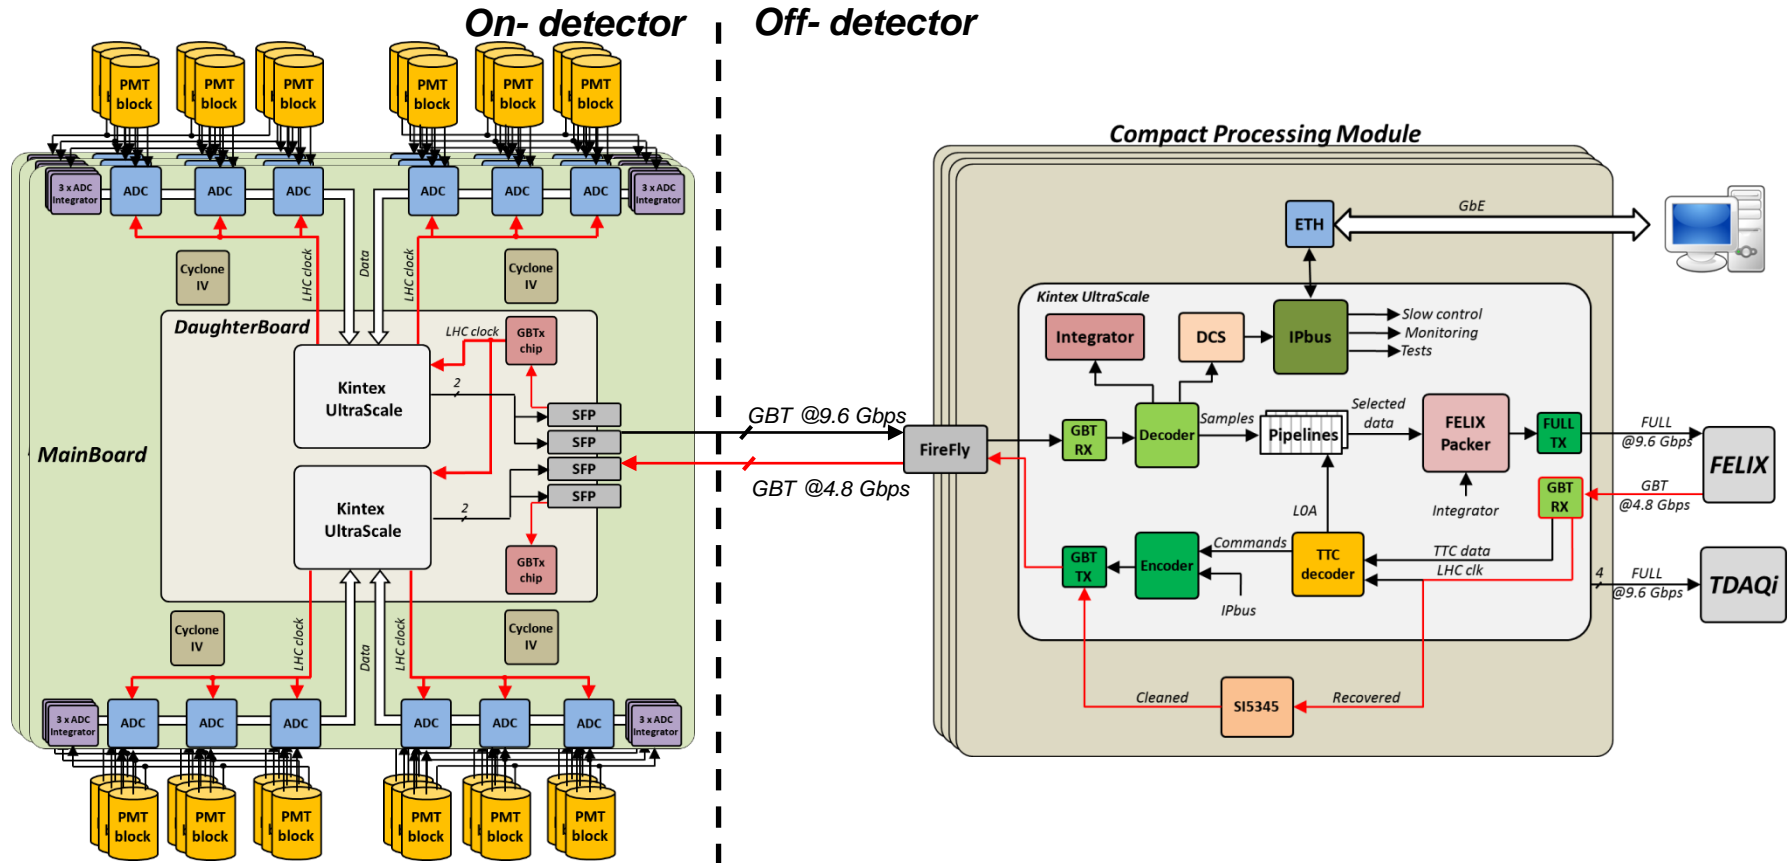 On- detector
Off- detector
PMT
block
PMT
block
PMT
block
PMT
block
PMT
block
PMT
block
3 x ADC
Integrator
ADC
ADC
ADC
ADC
ADC
ADC
3 x ADC
Integrator
Cyclone
IV
LHC clock
Data
LHC clock
Cyclone
IV
DaughterBoard
LHC clock
GBTx
chip
Kintex
UltraScale
2
SFP
SFP
SFP
SFP
MainBoard
Kintex
UltraScale
2
GBTx
chip
Cyclone
IV
LHC clock
Data
LHC clock
Cyclone
IV
3 x ADC
Integrator
ADC
ADC
ADC
ADC
ADC
ADC
3 x ADC
Integrator
PMT
block
PMT
block
PMT
block
PMT
block
PMT
block
PMT
block
GBT @9.6 Gbps
GBT @4.8 Gbps
Compact Processing Module
ETH
GbE
Kintex UltraScale
Integrator
DCS
IPbus
Slow control
Monitoring
Tests
FireFly
GBT
RX
Decoder
Samples
Pipelines
Selected
data
FELIX
Packer
FULL
TX
FULL
@9.6 Gbps
FELIX
GBT
RX
GBT
@4.8 Gbps
Integrator
L0A
GBT
TX
Encoder
Commands
IPbus
TTC
decoder
TTC data
LHC clk
4
FULL
@9.6 Gbps
TDAQi
Cleaned
SI5345
Recovered